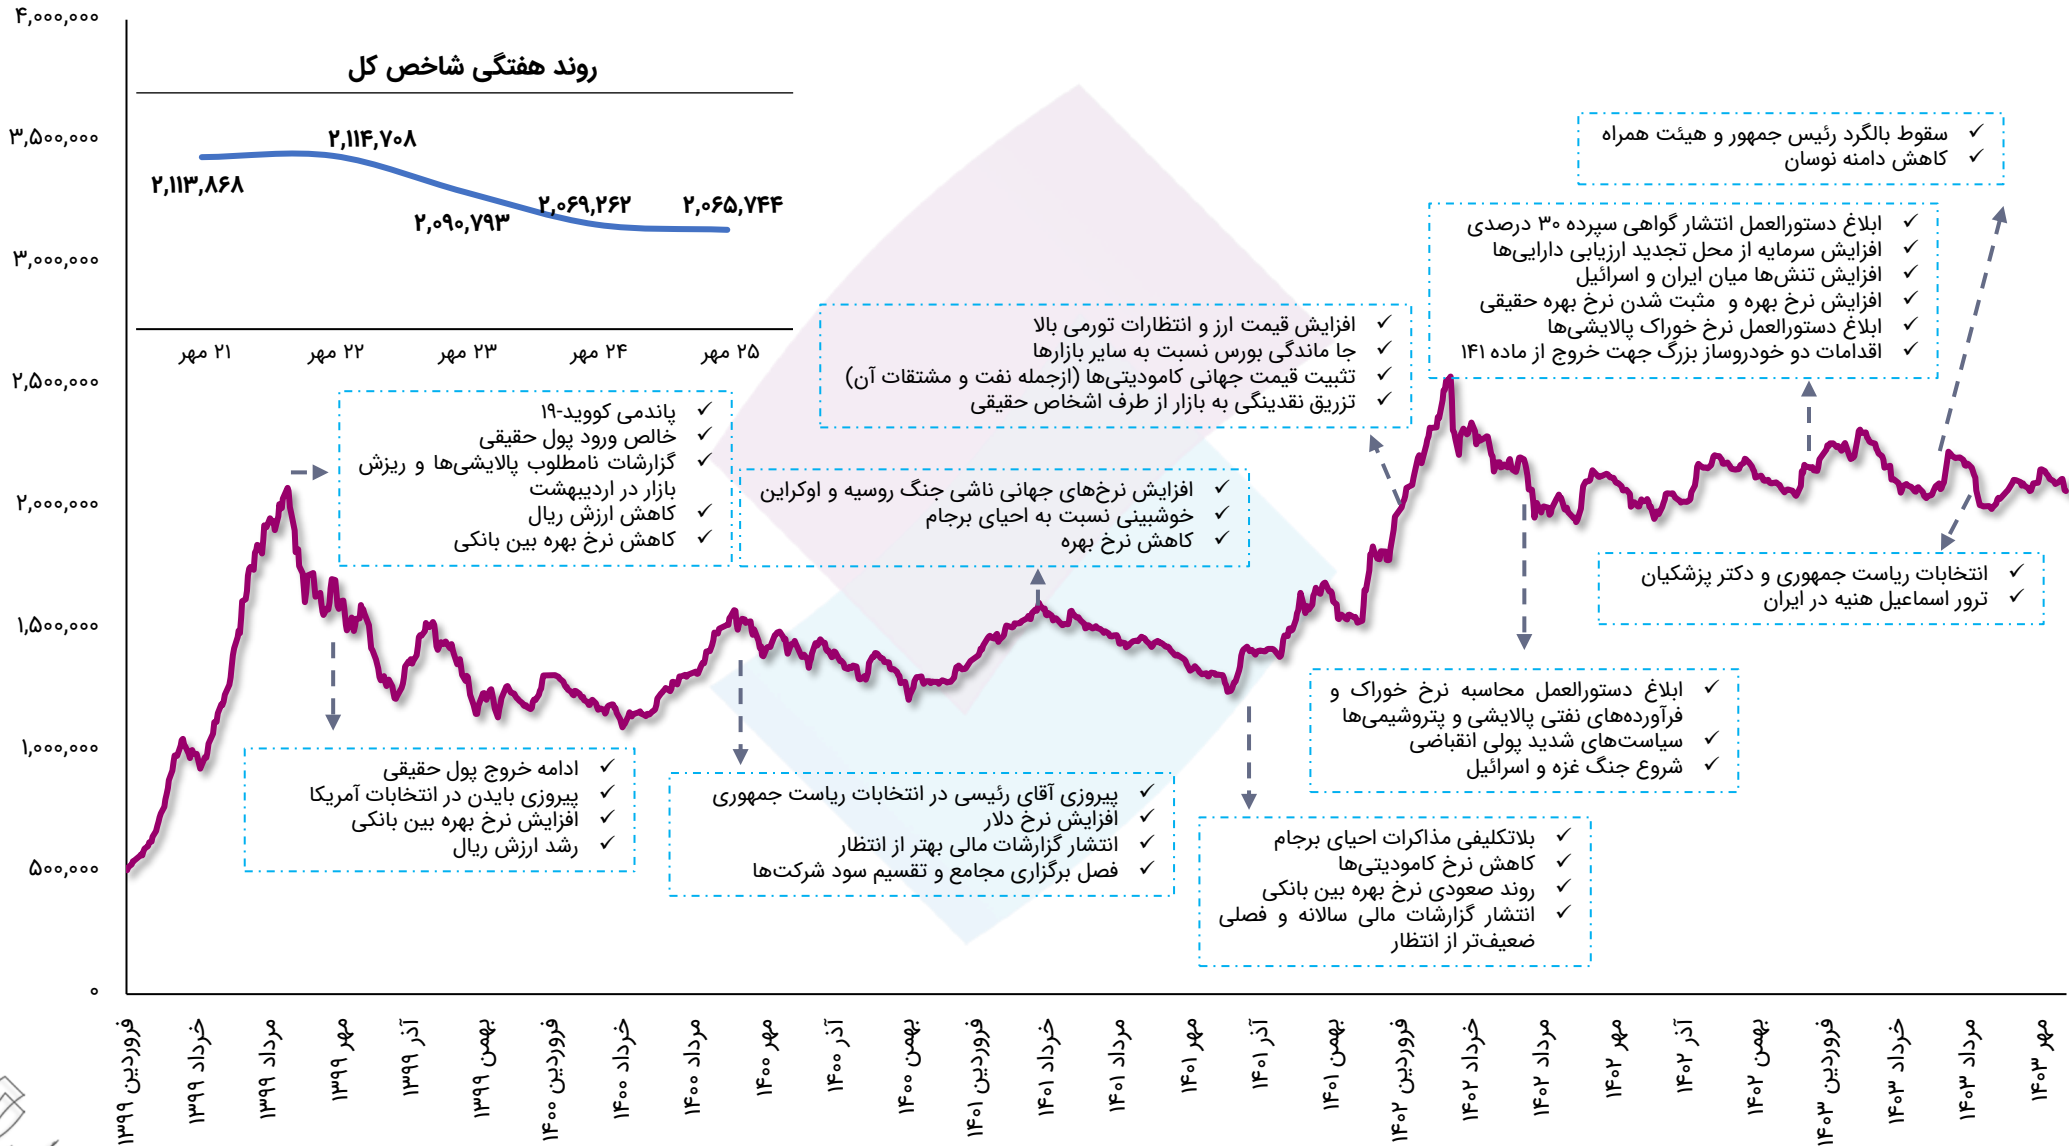 ۴,۰۰۰,۰۰۰
۳,۵۰۰,۰۰۰
۳,۰۰۰,۰۰۰
۲,۵۰۰,۰۰۰
۲,۰۰۰,۰۰۰
۱,۵۰۰,۰۰۰
۱,۰۰۰,۰۰۰
۵۰۰,۰۰۰
۰
روند هفتگی شاخص کل
۲,۱۱۳,۸۶۸
۲,۱۱۴,۷۰۸
۲,۰۹۰,۷۹۳
۲,۰۶۹,۲۶۲
۲,۰۶۵,۷۴۴
۲۱ مهر
۲۲ مهر
۲۳ مهر
۲۴ مهر
۲۵ مهر
✓ سقوط بالگرد رئیس جمهور و هیئت همراه
✓ کاهش دامنه نوسان
✓ ابلاغ دستورالعمل انتشار گواهی سپرده ۳۰ درصدی
✓ افزایش سرمایه از محل تجدید ارزیابی دارایی‌ها
✓ افزایش تنش‌ها میان ایران و اسرائیل
✓ افزایش نرخ بهره و مثبت شدن نرخ بهره حقیقی
✓ ابلاغ دستورالعمل نرخ خوراک پالایشی‌ها
✓ اقدامات دو خودروساز بزرگ جهت خروج از ماده ۱۴۱
✓ افزایش قیمت ارز و انتظارات تورمی بالا
✓ جا ماندگی بورس نسبت به سایر بازارها
✓ تثبیت قیمت جهانی کامودیتی‌ها (ازجمله نفت و مشتقات آن)
✓ تزریق نقدینگی به بازار از طرف اشخاص حقیقی
✓ پاندمی کووید-۱۹
✓ خالص ورود پول حقیقی
✓ گزارشات نامطلوب پالایشی‌ها و ریزش
بازار در اردیبهشت
✓ کاهش ارزش ریال
✓ کاهش نرخ بهره بین بانکی
✓ افزایش نرخ‌های جهانی ناشی جنگ روسیه و اوکراین
✓ خوشبینی نسبت به احیای برجام
✓ کاهش نرخ بهره
✓ انتخابات ریاست جمهوری و دکتر پزشکیان
✓ ترور اسماعیل هنیه در ایران
✓ ابلاغ دستورالعمل محاسبه نرخ خوراک و
فرآورده‌های نفتی پالایشی و پتروشیمی‌ها
✓ سیاست‌های شدید پولی انقباضی
✓ شروع جنگ غزه و اسرائیل
✓ ادامه خروج پول حقیقی
✓ پیروزی بایدن در انتخابات آمریکا
✓ افزایش نرخ بهره بین بانکی
✓ رشد ارزش ریال
✓ پیروزی آقای رئیسی در انتخابات ریاست جمهوری
✓ افزایش نرخ دلار
✓ انتشار گزارشات مالی بهتر از انتظار
✓ فصل برگزاری مجامع و تقسیم سود شرکت‌ها
✓ بلاتکلیفی مذاکرات احیای برجام
✓ کاهش نرخ کامودیتی‌ها
✓ روند صعودی نرخ بهره بین بانکی
✓ انتشار گزارشات مالی سالانه و فصلی
ضعیف‌تر از انتظار
فروردین ۱۳۹۹
خرداد ۱۳۹۹
مرداد ۱۳۹۹
مهر ۱۳۹۹
آذر ۱۳۹۹
بهمن ۱۳۹۹
فروردین ۱۴۰۰
خرداد ۱۴۰۰
مرداد ۱۴۰۰
مهر ۱۴۰۰
آذر ۱۴۰۰
بهمن ۱۴۰۰
فروردین ۱۴۰۱
خرداد ۱۴۰۱
مرداد ۱۴۰۱
مهر ۱۴۰۱
آذر ۱۴۰۱
بهمن ۱۴۰۱
فروردین ۱۴۰۲
خرداد ۱۴۰۲
مرداد ۱۴۰۲
مهر ۱۴۰۲
آذر ۱۴۰۲
بهمن ۱۴۰۲
فروردین ۱۴۰۳
خرداد ۱۴۰۳
مرداد ۱۴۰۳
مهر ۱۴۰۳